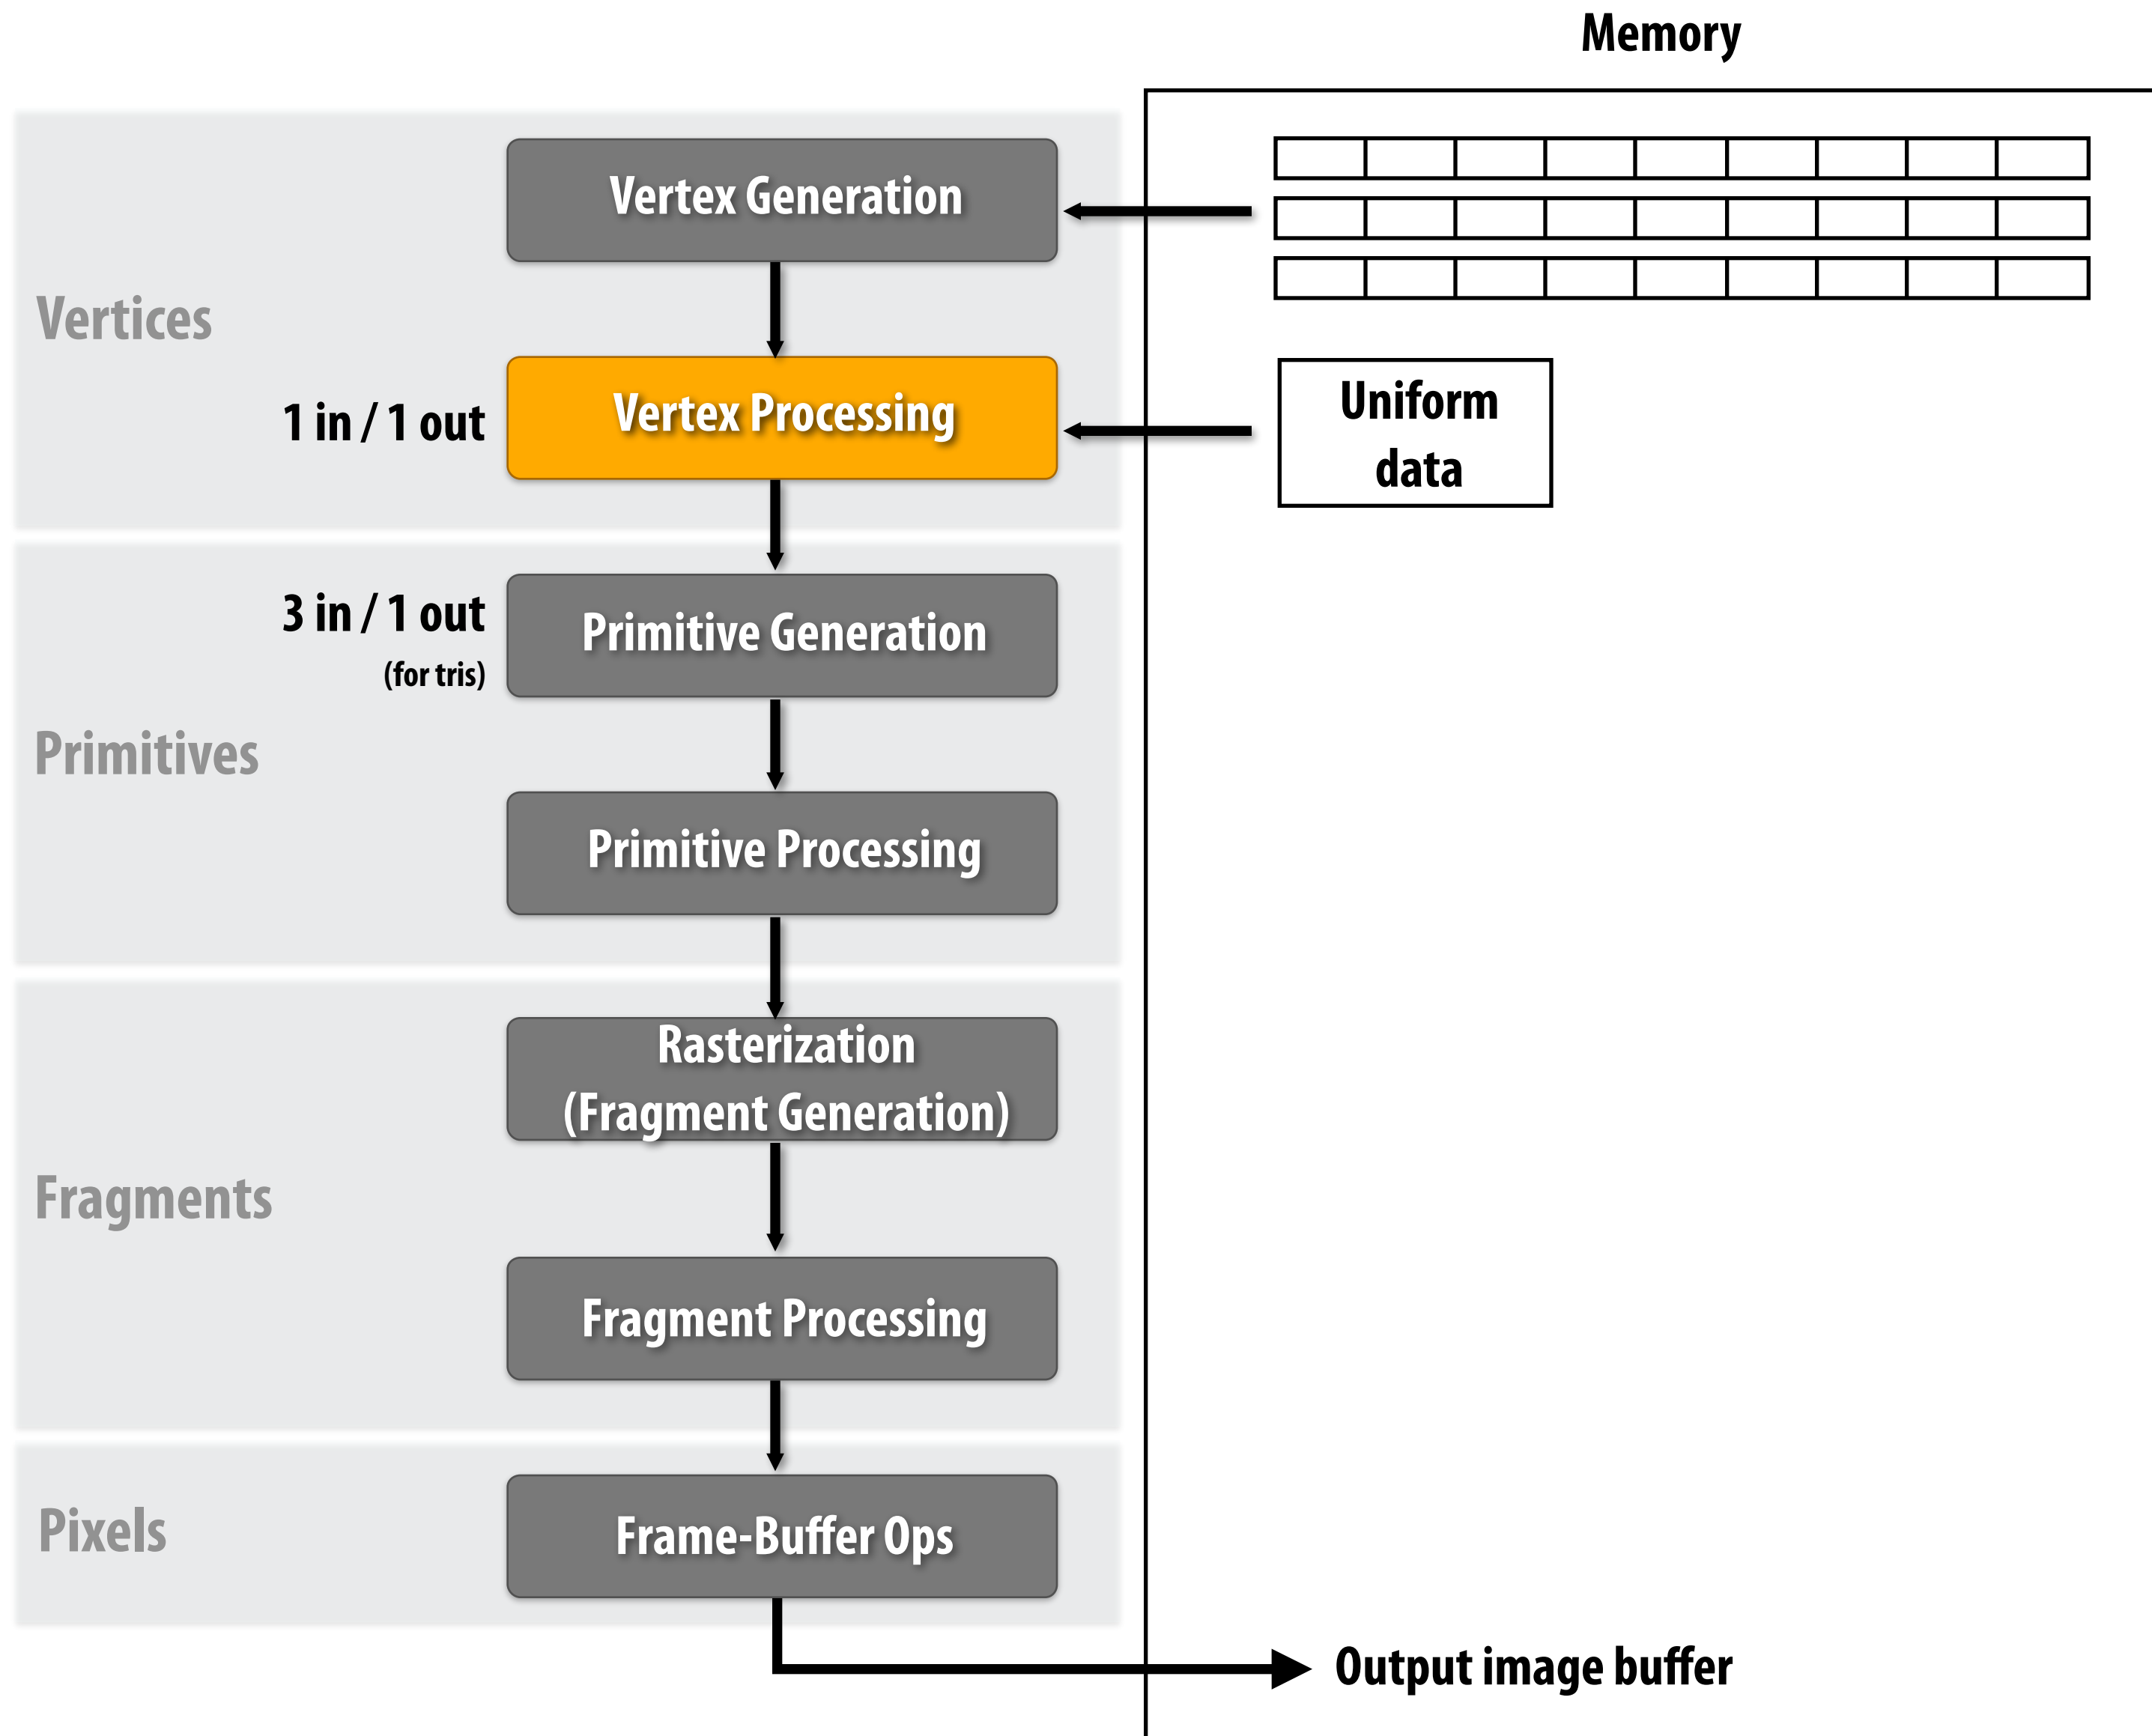 Memory
Vertex Generation
Vertices
Vertex Processing
1 in / 1 out
Uniform
data
3 in / 1 out
(for tris)
Primitive Generation
Primitives
Primitive Processing
Rasterization
(Fragment Generation)
Fragments
Fragment Processing
Pixels
Frame-Buffer Ops
Output image buffer